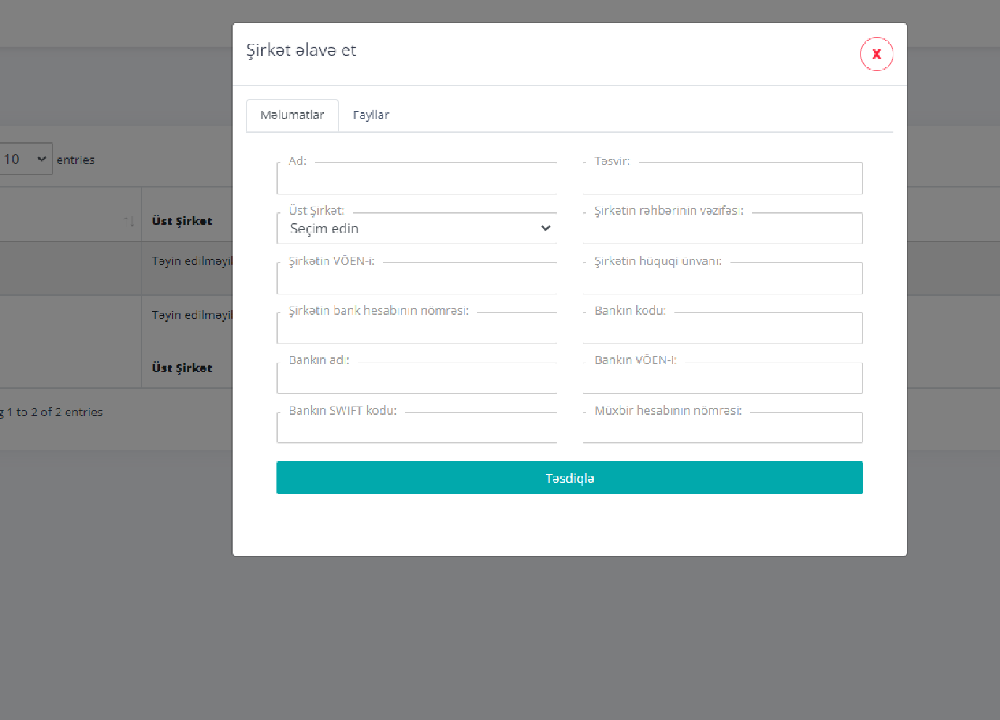 Şirkət əlavə et
X
Məlumatlar Fayllar
10 entries
Ad: Təsvir:
Üst Şirkət: Şirkətin rəhbərinin vəzifəsi:
Seçim edin
Üst Şirkət
Təyin edilməyil
Şirkətin VÖEN-i: Şirkətin hüquqi ünvanı:
Təyin edilməyil
Şirkətin bank hesabının nömrəsi: Bankın kodu:
Bankın adı: Bankın VÖEN-i:
Üst Şirkət
Bankın SWIFT kodu: Müxbir hesabının nömrəsi:
g 1 to 2 of 2 entries
Təsdiqlə